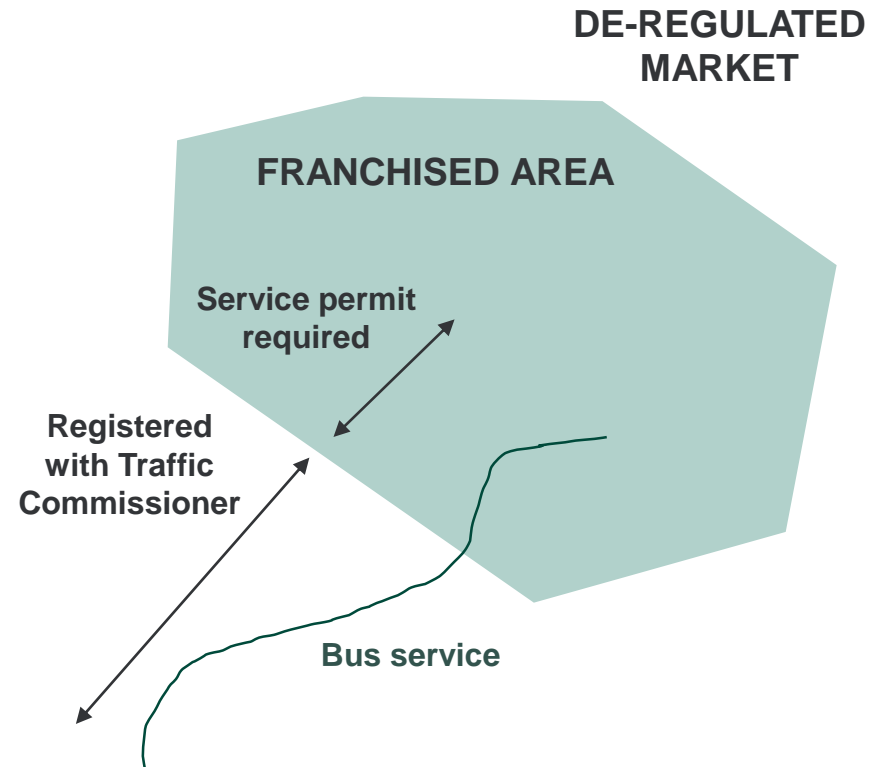 DE-REGULATED
MARKET
FRANCHISED AREA
Service permit
required
Registered
with Traffic
Commissioner
Bus service